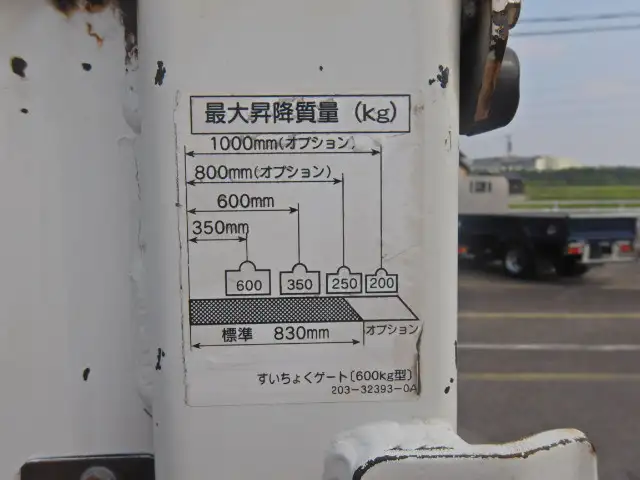 最大昇降質量 (kg)
1000mm(オプション)
800mm(オプション)
600mm
350mm
600 350 250 200
標準 830mm オプション
すいちょくゲート〔600kg型〕
203-32393-0A